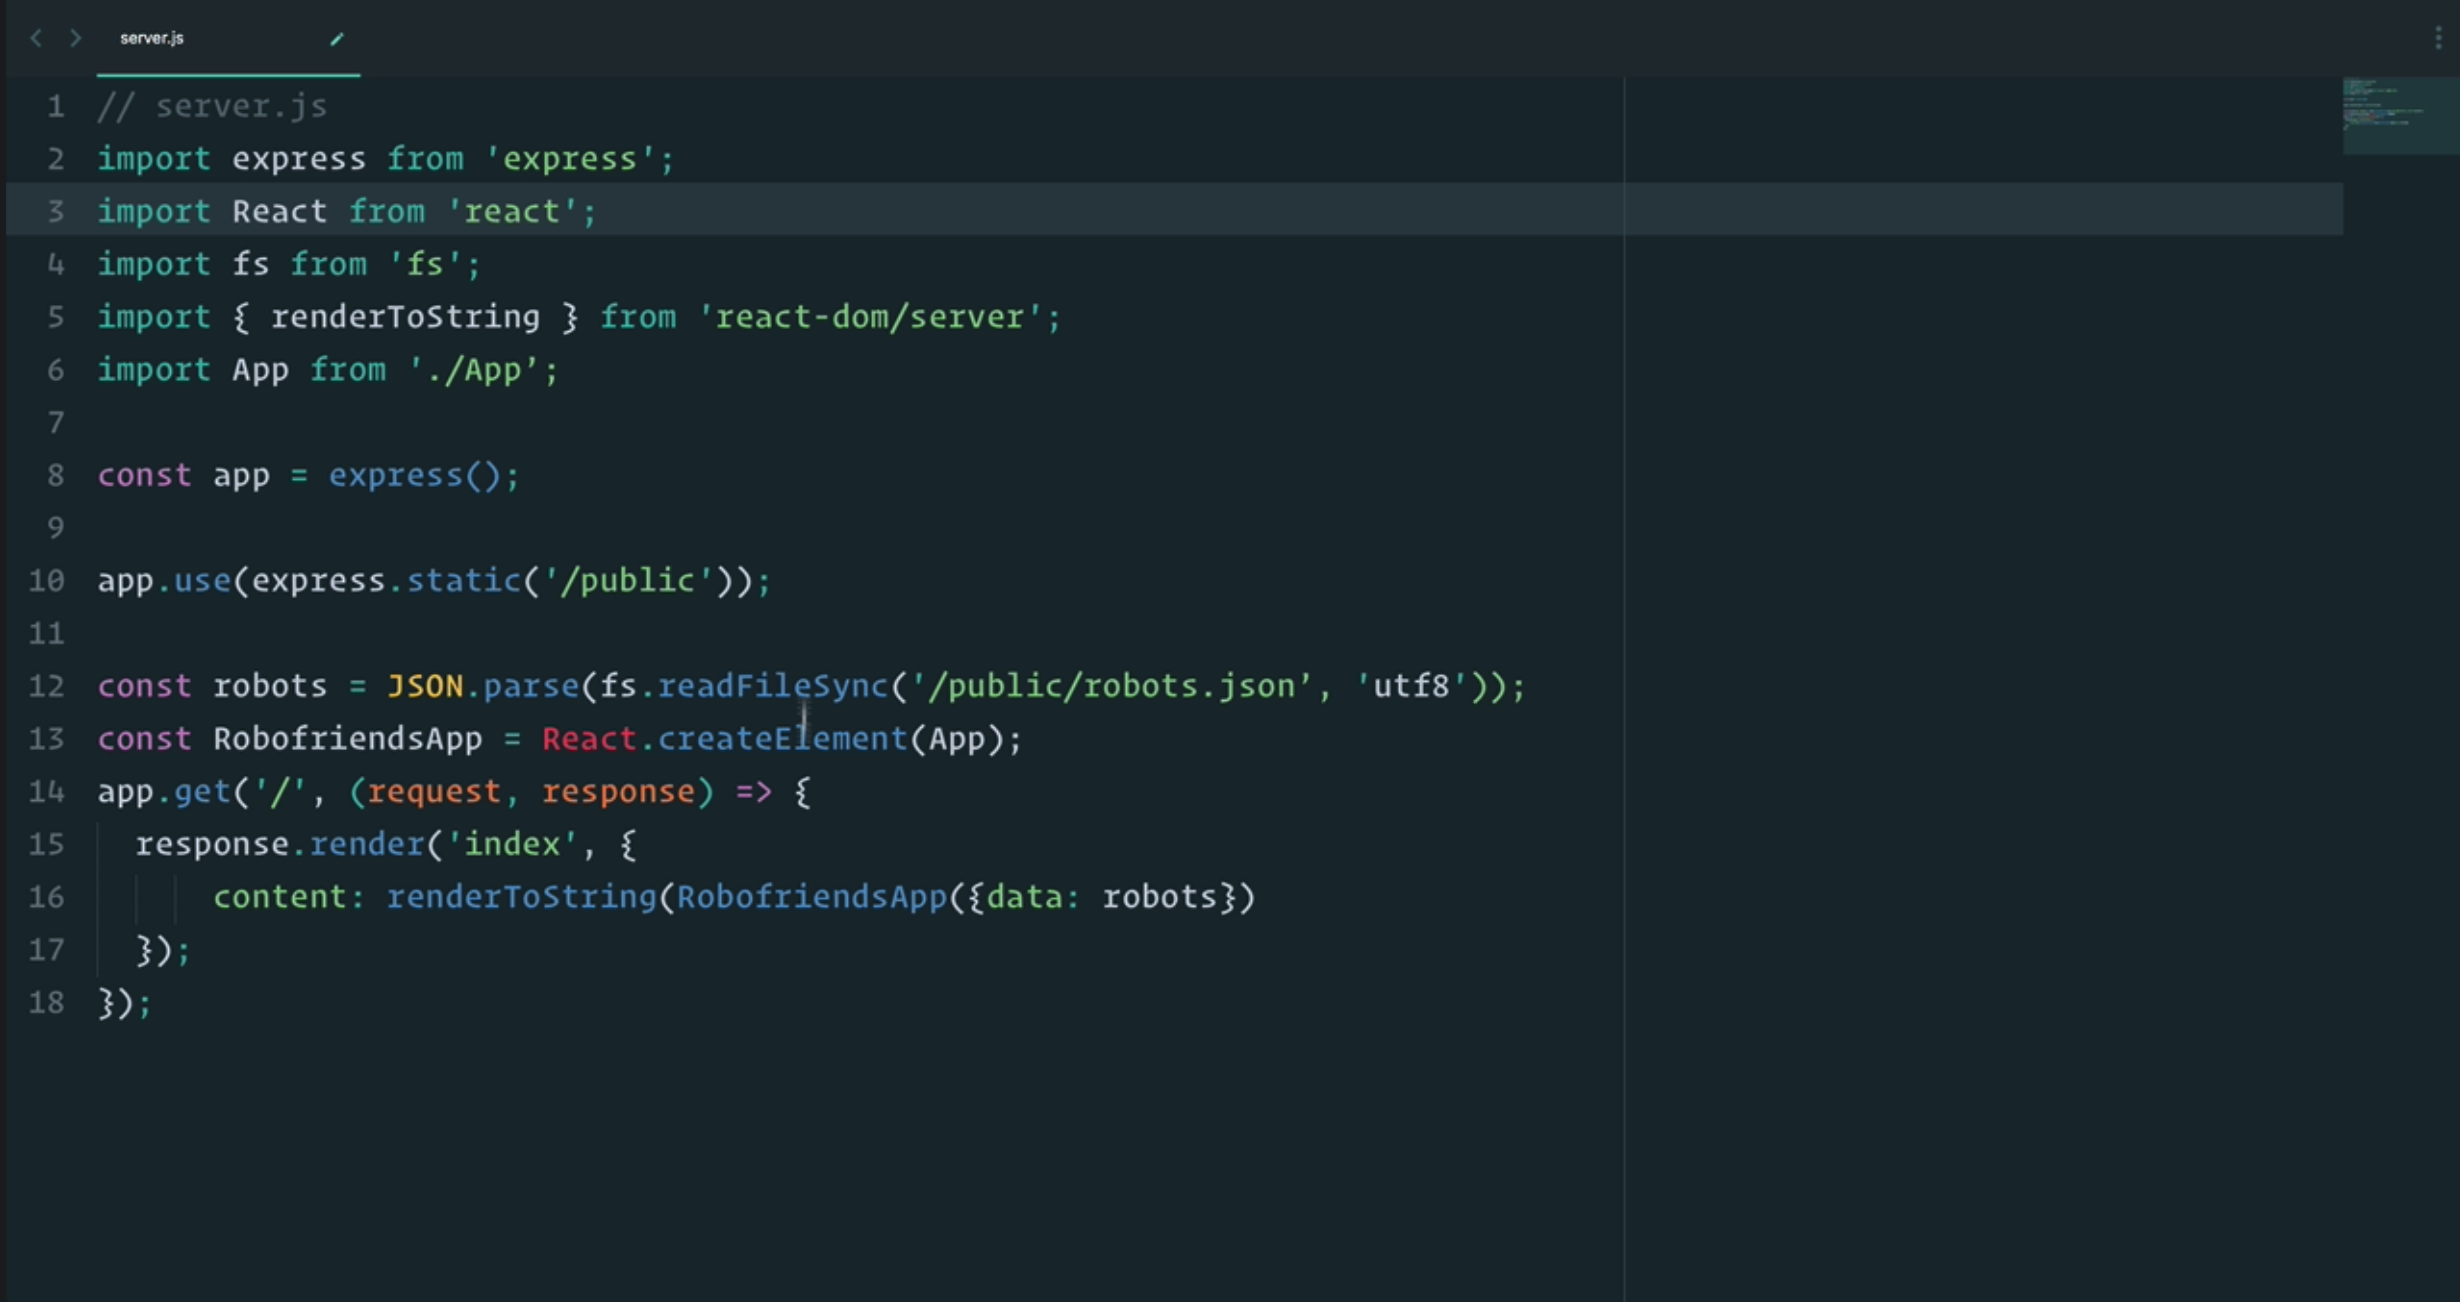 server.js
1 // server.js
2 import express from 'express';
3 import React from 'react';
4 import fs from 'fs';
5 import { renderToString } from 'react-dom/server';
6 import App from './App’;
7
8 const app = express();
9
10 app.use(express.static('/public'));
11
12 const robots = JSON.parse(fs.readFileSync('/public/robots.json’, 'utf8'));
13 const RobofriendsApp = React.createElement(App);
14 app.get('/', (request, response) => {
15   response.render('index', {
16       content: renderToString(RobofriendsApp({data: robots})
17   });
18 });